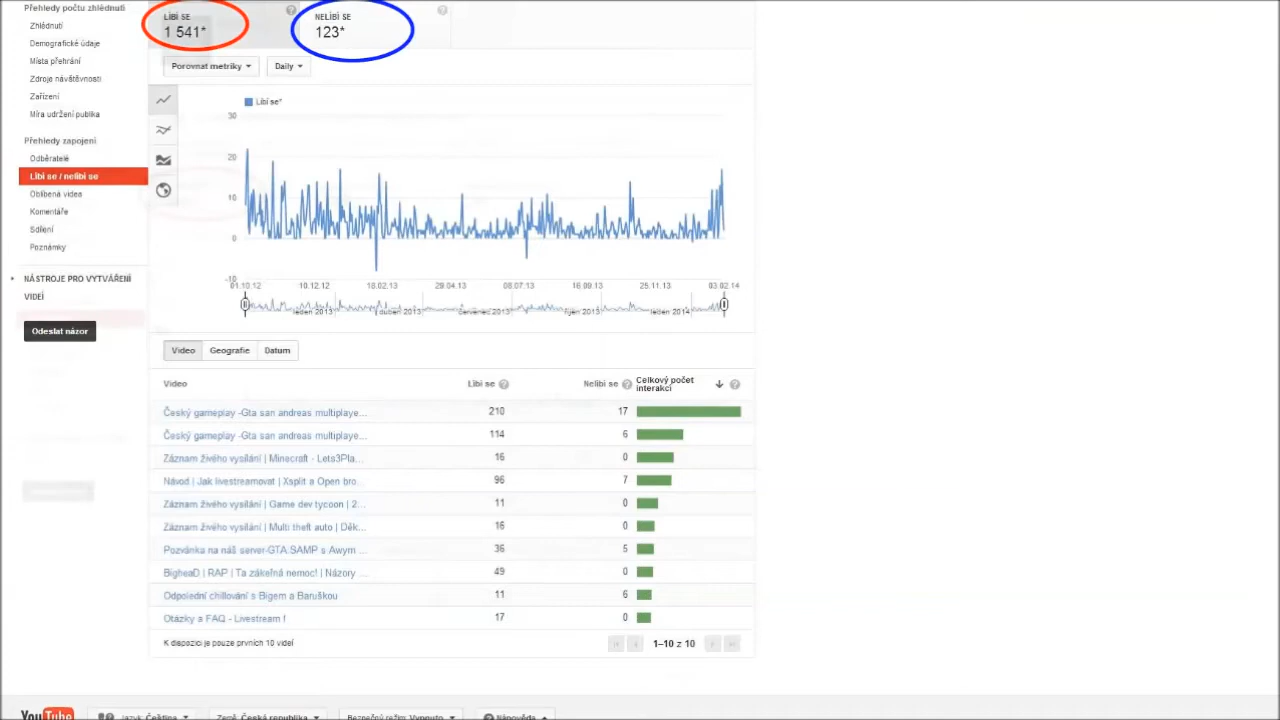 Přehledy počtu zhlédnutí
Zhlédnutí
Demografické údaje
Místa přehrání
Zdroje návštěvnosti
Zařízení
Míra udržení publika
Přehledy zapojení
Odběratelé
Líbí se / nelíbí se
Oblíbená videa
Komentáře
Sdílení
Poznámky
NÁSTROJE PRO VYTVÁŘENÍ
VIDEÍ
Odeslat názor
LÍBÍ SE
1 541*
NELÍBÍ SE
123*
Porovnat metriky
Daily
Líbí se*
30
20
10
0
-10
01.10.12 10.12.12 18.02.13 29.04.13 08.07.13 16.09.13 25.11.13 03.02.14
leden 2013 duben 2013 červenec 2013 říjen 2013 leden 2014
Video Geografie Datum
Video Líbí se Nelíbí se Celkový počet
interakcí
Český gameplay -Gta san andreas multiplaye... 210 17
Český gameplay -Gta san andreas multiplaye... 114 6
Záznam živého vysílání | Minecraft - Lets3Pla... 16 0
Návod | Jak livestreamovat | Xsplit a Open bro... 96 7
Záznam živého vysílání | Game dev tycoon | 2... 11 0
Záznam živého vysílání | Multi theft auto | Děk... 16 0
Pozvánka na náš server-GTA:SAMP s Awym ... 36 5
BigheaD | RAP | Ta zákeřná nemoc! | Názory ... 49 0
Odpolední chillování s Bigem a Baruškou 11 6
Otázky a FAQ - Livestream! 17 0
K dispozici je pouze prvních 10 videí
1–10 z 10
YouTube Jazyk: Čeština Země: Česká republika Bezpečný režim: Vypnuto Nápověda